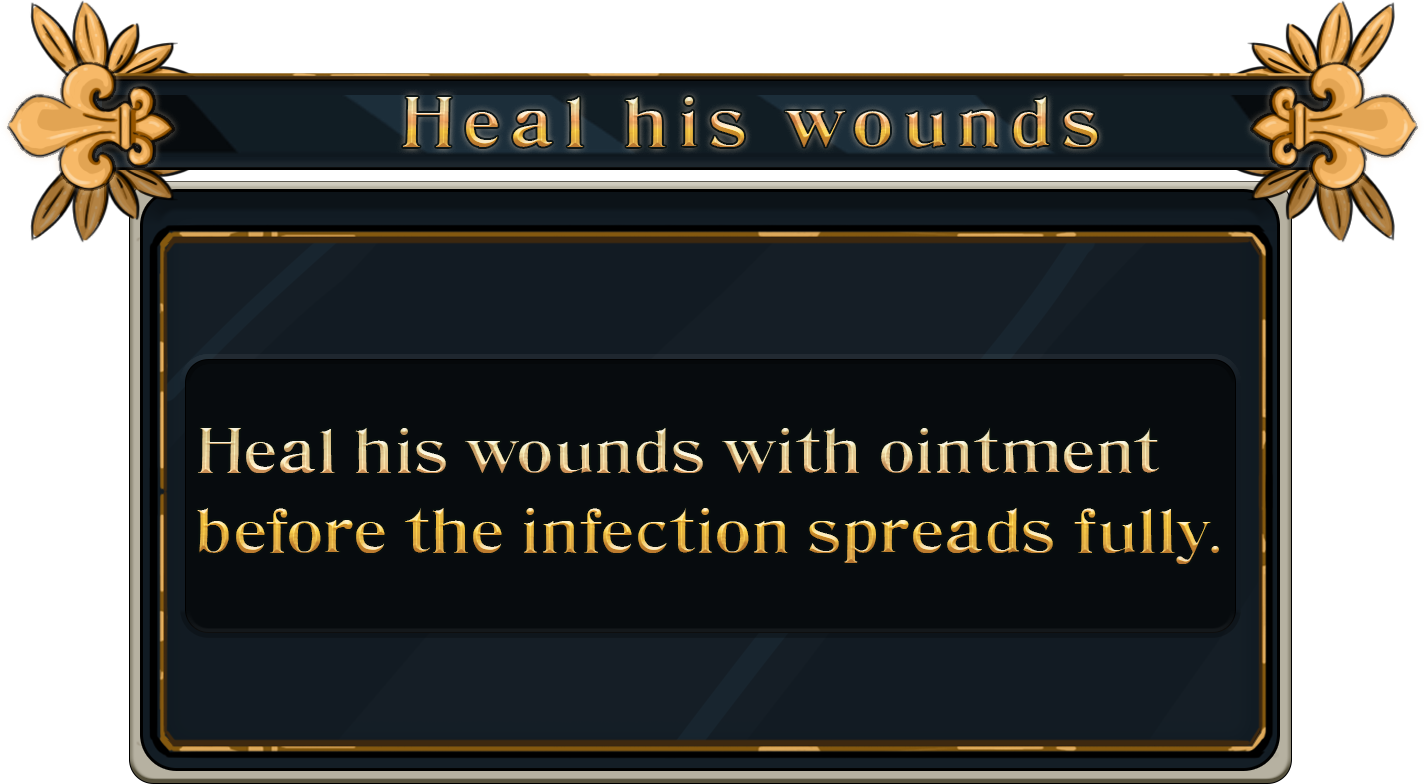 Heal his wounds
Heal his wounds with ointment
before the infection spreads fully.